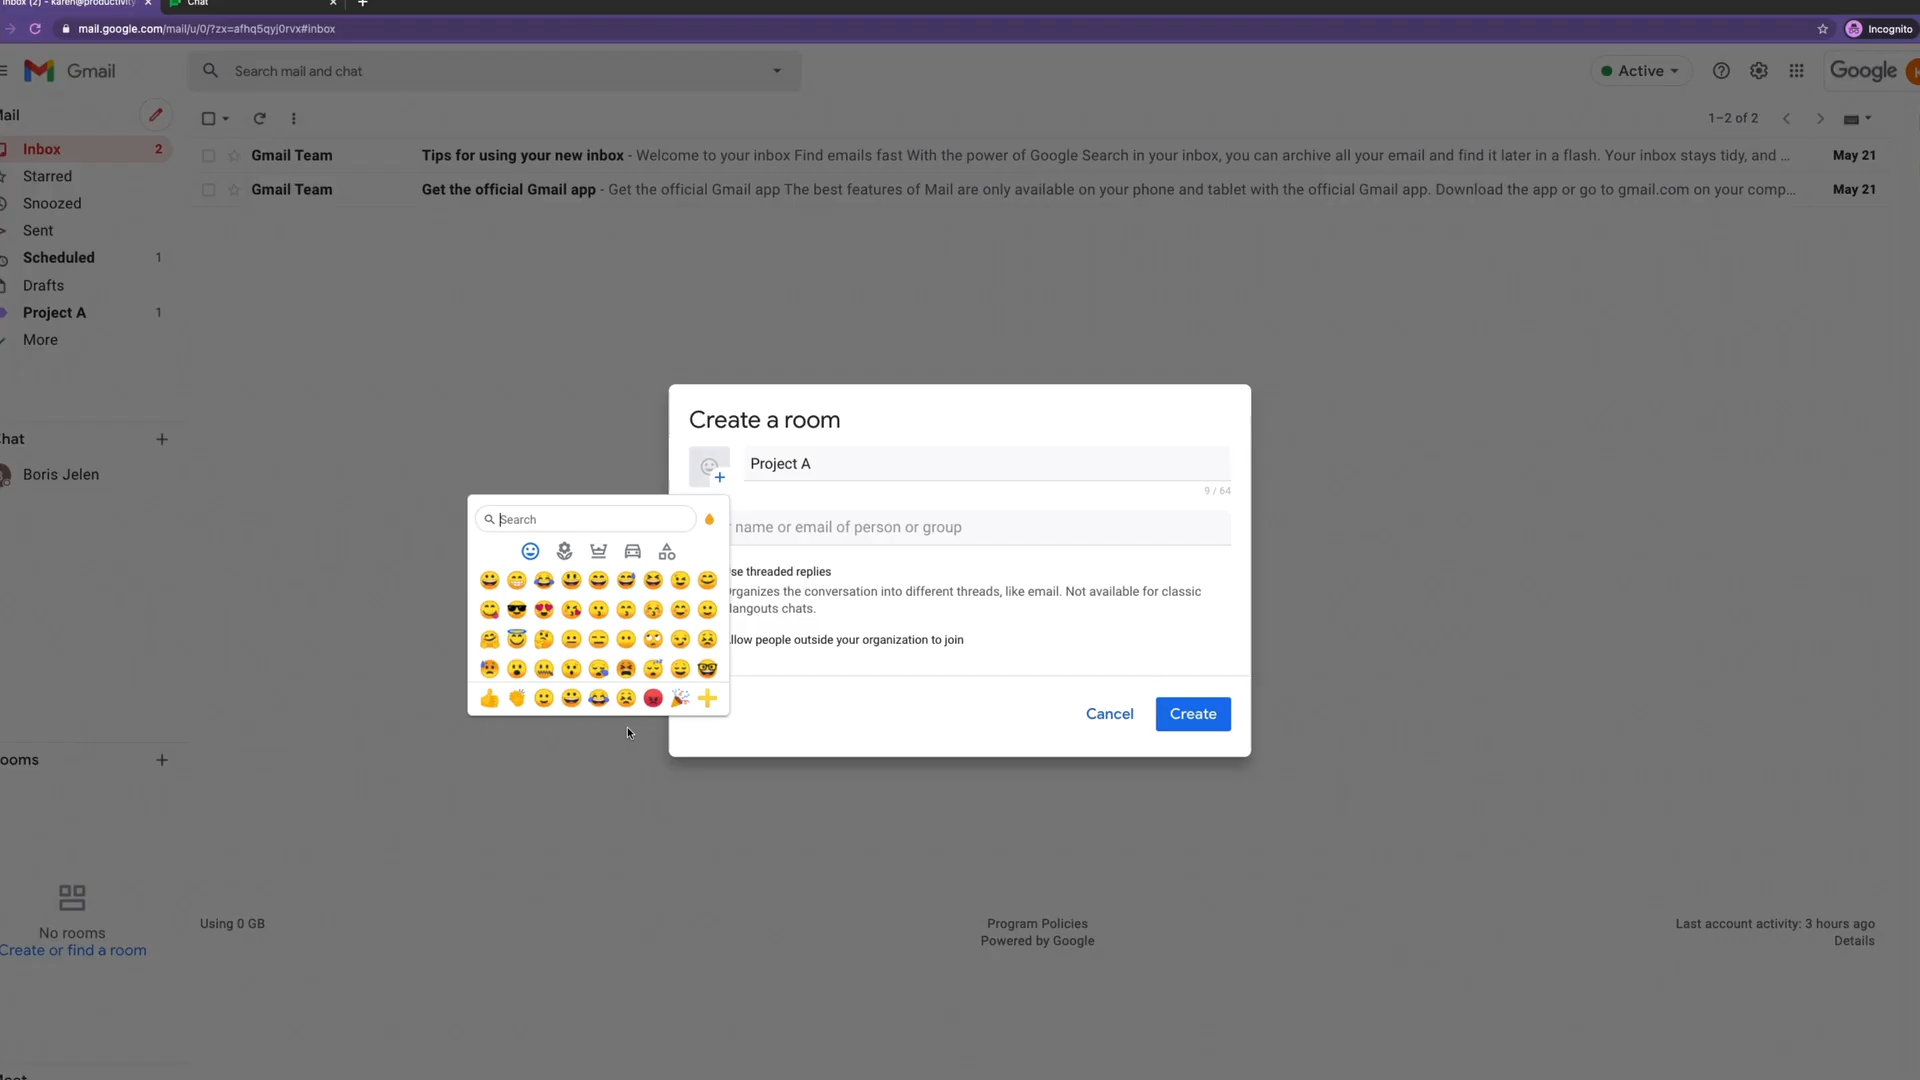 Inbox (2) - karen@productivity
Chat
mail.google.com/mail/u/0/?zx=afhq5qyj0rvx#inbox
Incognito
Gmail
Search mail and chat
Active
Google
Mail
1–2 of 2
Inbox 2
Gmail Team Tips for using your new inbox - Welcome to your inbox Find emails fast With the power of Google Search in your inbox, you can archive all your email and find it later in a flash. Your inbox stays tidy, and ... May 21
Starred
Gmail Team Get the official Gmail app - Get the official Gmail app The best features of Mail are only available on your phone and tablet with the official Gmail app. Download the app or go to gmail.com on your comp... May 21
Snoozed
Sent
Scheduled 1
Drafts
Project A 1
More
Chat
Boris Jelen
Create a room
Project A
9 / 64
Search
name or email of person or group
se threaded replies
rganizes the conversation into different threads, like email. Not available for classic
angouts chats.
llow people outside your organization to join
Cancel
Create
ooms
No rooms
Create or find a room
Using 0 GB
Program Policies
Powered by Google
Last account activity: 3 hours ago
Details